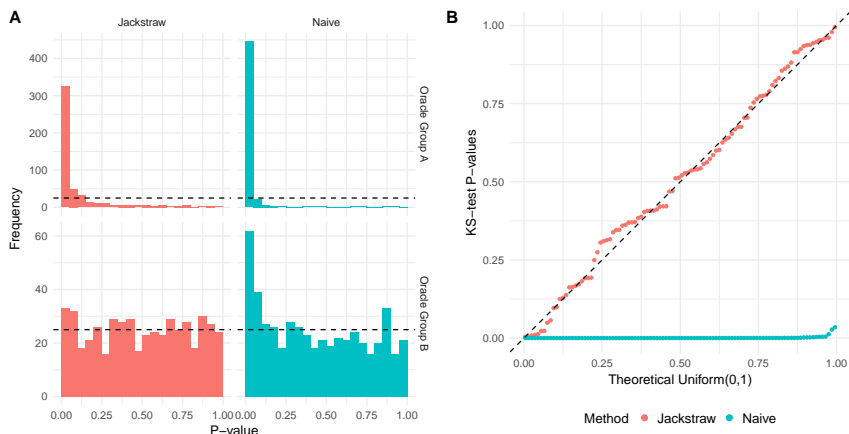 A
Jackstraw
Naive
400
300
200
100
0
Oracle Group A
60
40
20
0
Oracle Group B
Frequency
0.00 0.25 0.50 0.75 1.00
0.00 0.25 0.50 0.75 1.00
P-value
B
1.00
0.75
0.50
0.25
0.00
KS-test P-values
0.00 0.25 0.50 0.75 1.00
Theoretical Uniform(0,1)
Method Jackstraw Naive